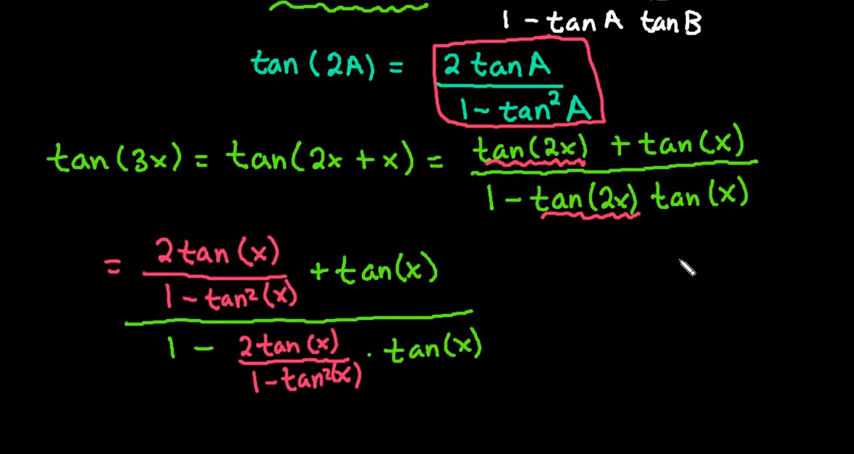 1 - tan A tan B
tan(2A) = 2 tan A / 1 - tan² A
tan(3x) = tan(2x + x) = tan(2x) + tan(x) / 1 - tan(2x) tan(x)
= 2tan(x) / 1 - tan²(x) + tan(x)
1 - 2tan(x) / 1 - tan²(x) · tan(x)